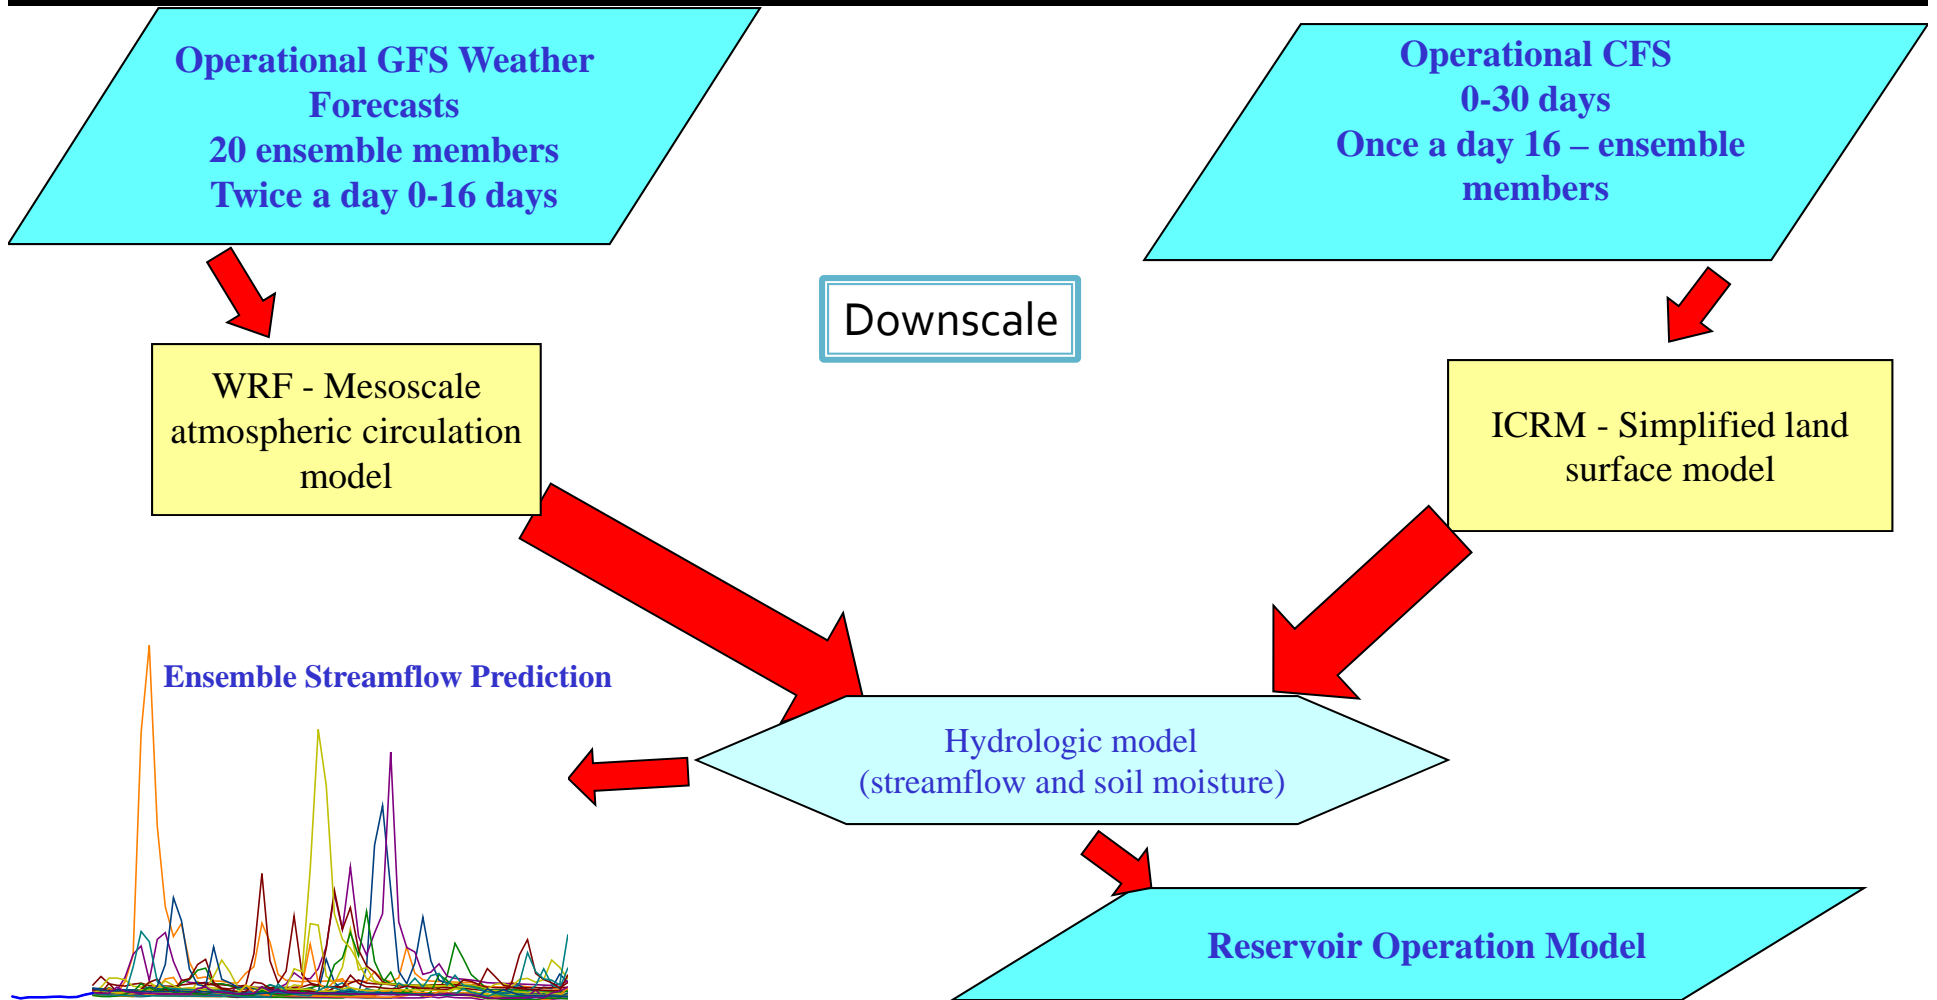 Operational GFS Weather
Forecasts
20 ensemble members
Twice a day 0-16 days
Operational CFS
0-30 days
Once a day 16 – ensemble
members
Downscale
WRF - Mesoscale
atmospheric circulation
model
ICRM - Simplified land
surface model
Ensemble Streamflow Prediction
Hydrologic model
(streamflow and soil moisture)
Reservoir Operation Model